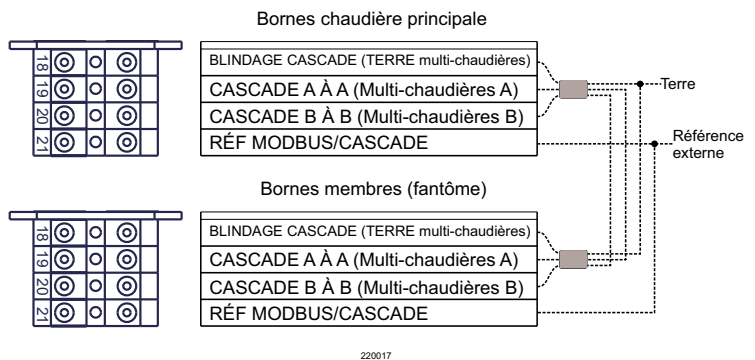 Bornes chaudière principale
18
19
20
21
BLINDAGE CASCADE (TERRE multi-chaudières)
CASCADE A À A (Multi-chaudières A)
CASCADE B À B (Multi-chaudières B)
RÉF MODBUS/CASCADE
Terre
Référence
externe
Bornes membres (fantôme)
18
19
20
21
BLINDAGE CASCADE (TERRE multi-chaudières)
CASCADE A À A (Multi-chaudières A)
CASCADE B À B (Multi-chaudières B)
RÉF MODBUS/CASCADE
220017